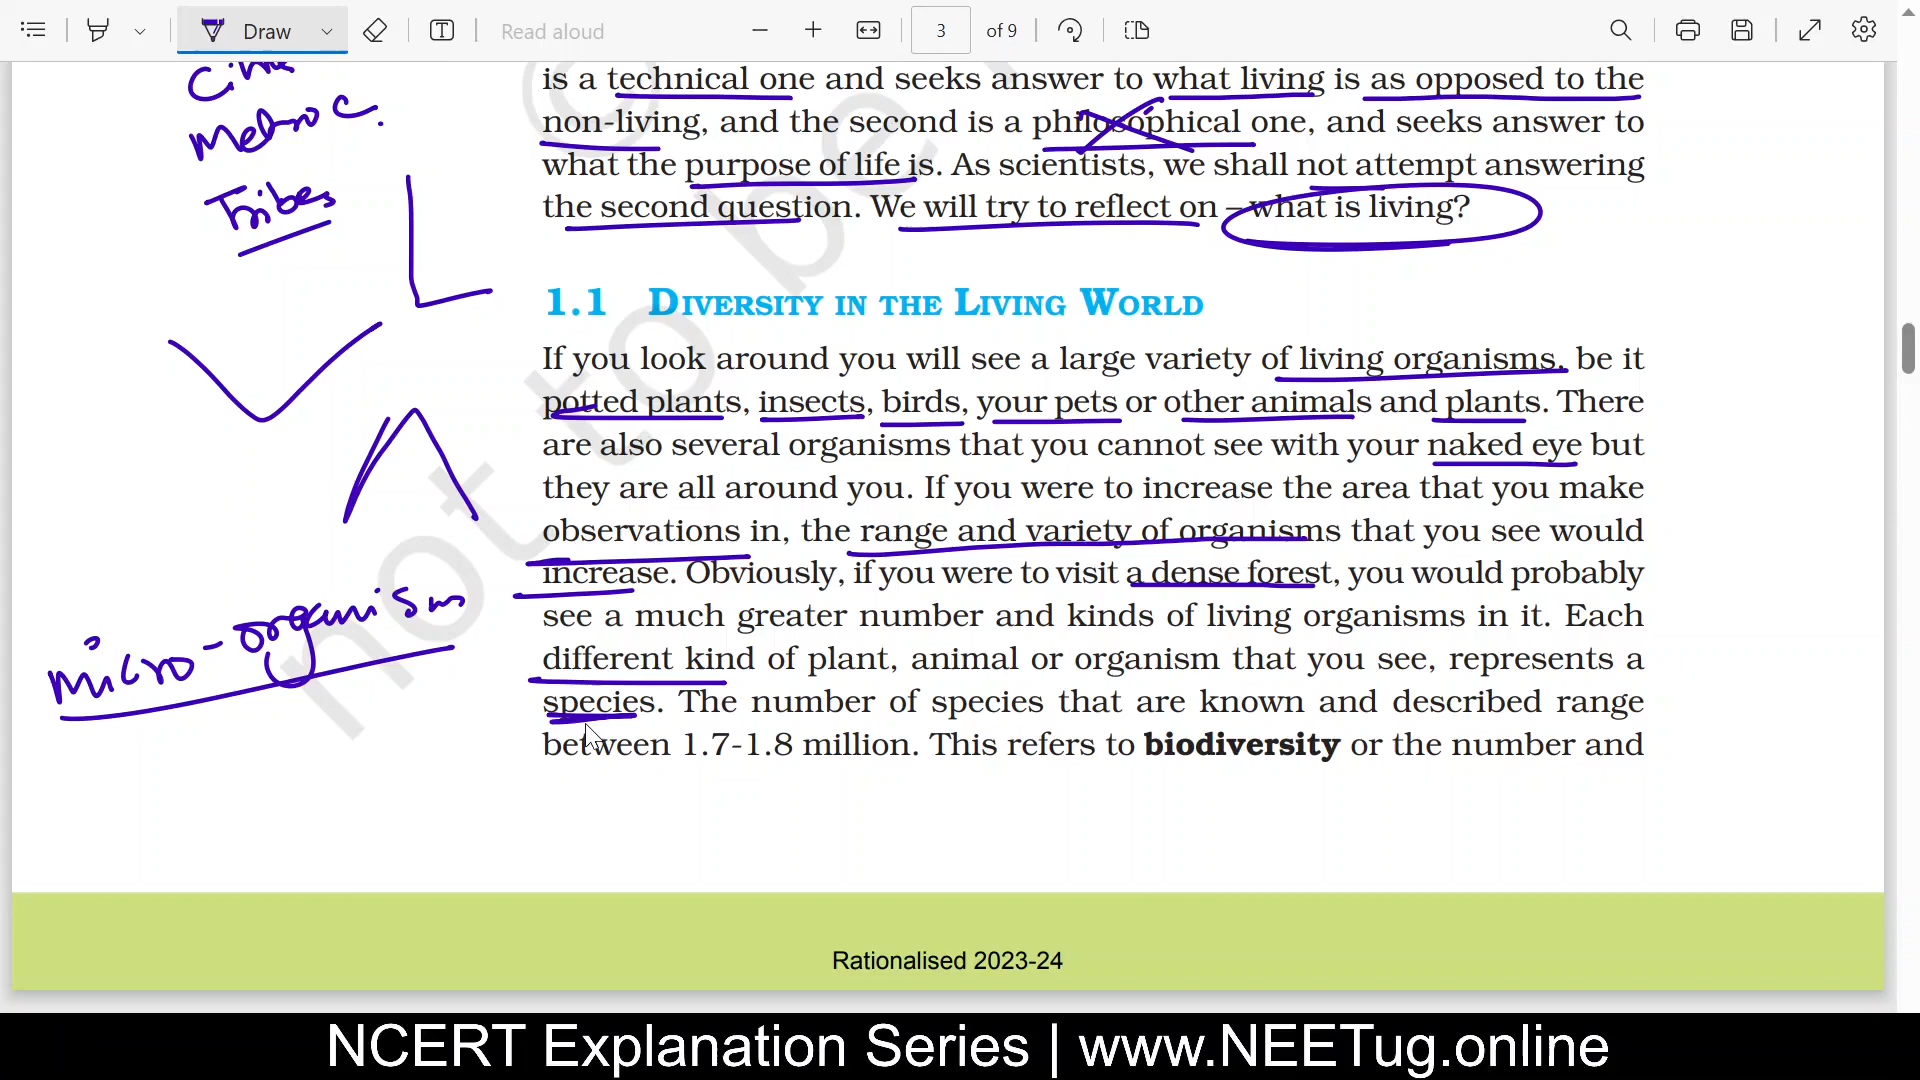 Draw
Read aloud
3
of 9
is a technical one and seeks answer to what living is as opposed to the
non-living, and the second is a philosophical one, and seeks answer to
what the purpose of life is. As scientists, we shall not attempt answering
the second question. We will try to reflect on – what is living?
Tribes
1.1 DIVERSITY IN THE LIVING WORLD
If you look around you will see a large variety of living organisms, be it
potted plants, insects, birds, your pets or other animals and plants. There
are also several organisms that you cannot see with your naked eye but
they are all around you. If you were to increase the area that you make
observations in, the range and variety of organisms that you see would
increase. Obviously, if you were to visit a dense forest, you would probably
see a much greater number and kinds of living organisms in it. Each
different kind of plant, animal or organism that you see, represents a
species. The number of species that are known and described range
between 1.7-1.8 million. This refers to biodiversity or the number and
micro-organism
© not to be
Rationalised 2023-24
NCERT Explanation Series | www.NEETug.online